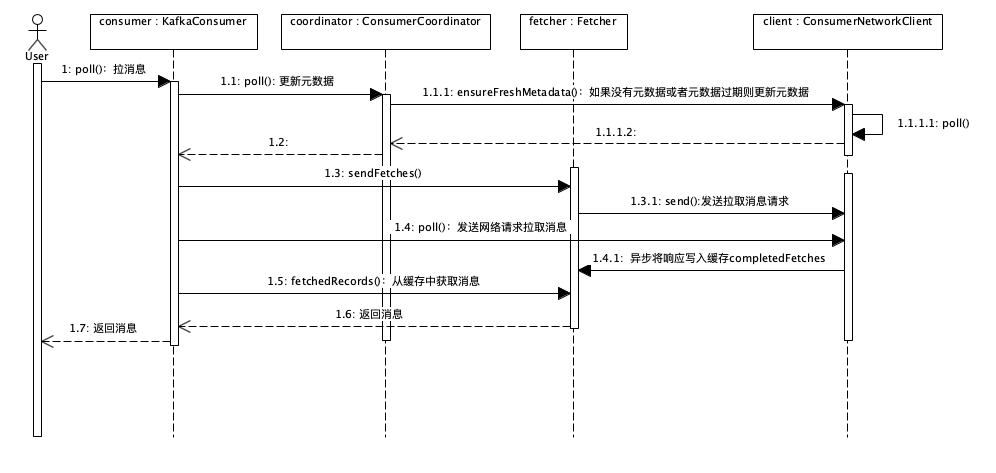 consumer : KafkaConsumer
coordinator : ConsumerCoordinator
fetcher : Fetcher
client : ConsumerNetworkClient
User
1: poll()：拉消息
1.1: poll(): 更新元数据
1.1.1: ensureFreshMetadata()：如果没有元数据或者元数据过期则更新元数据
1.1.1.1: poll()
1.1.1.2:
1.2:
1.3: sendFetches()
1.3.1: send():发送拉取消息请求
1.4: poll()：发送网络请求拉取消息
1.4.1: 异步将响应写入缓存completedFetches
1.5: fetchedRecords()：从缓存中获取消息
1.6: 返回消息
1.7: 返回消息